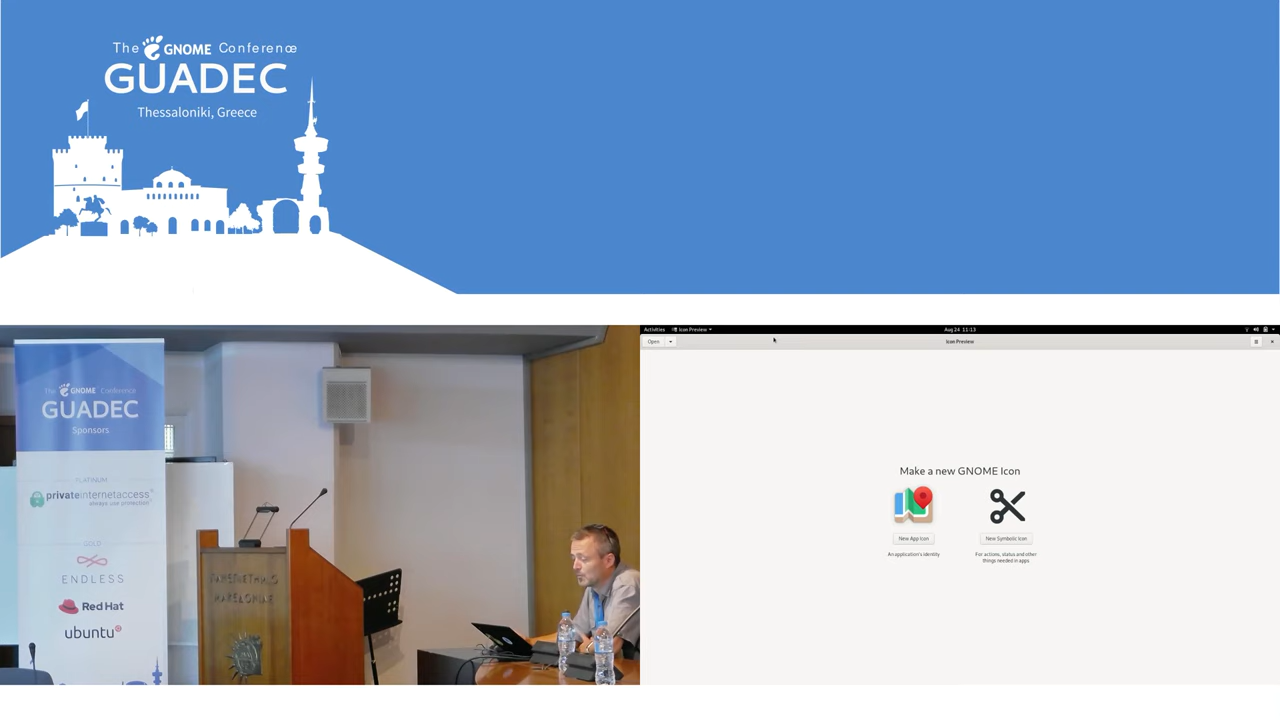 The GNOME Conference
GUADEC
Thessaloniki, Greece
The GNOME Conference
GUADEC
Sponsors
PLATINUM
privateinternetaccess
always use protection
GOLD
ENDLESS
Red Hat
ubuntu
ΠΑΝΕΠΙΣΤΗΜΙΟ
ΜΑΚΕΔΟΝΙΑΣ
Activities
Icon Preview
Aug 24 11:13
Open
Icon Preview
Make a new GNOME Icon
New App Icon
New Symbolic Icon
An application's identity
For actions, status and other
things needed in apps